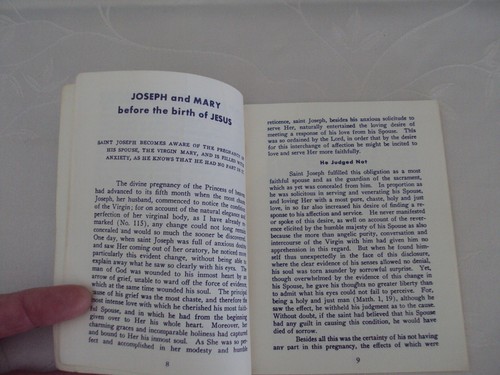 JOSEPH and MARY
before the birth of JESUS
SAINT JOSEPH BECOMES AWARE OF THE PREGNANCY OF
HIS SPOUSE, THE VIRGIN MARY, AND IS FILLED WITH
ANXIETY, AS HE KNOWS THAT HE HAD NO PART IN IT.
The divine pregnancy of the Princess of heaven
had advanced to its fifth month when the most chaste
Joseph, her husband, commenced to notice the condition
of the Virgin; for on account of the natural elegance and
perfection of her virginal body, as I have already re-
marked (No. 115), any change could not long remain
concealed and would so much the sooner be discovered.
One day, when saint Joseph was full of anxious doubts
and saw Her coming out of her oratory, he noticed more
particularly this evident change, without being able to
explain away what he saw so clearly with his eyes. The
man of God was wounded to his inmost heart by an
arrow of grief, unable to ward off the force of evidence,
which at the same time wounded his soul. The principal
cause of his grief was the most chaste, and therefore the
most intense love with which he cherished his most faithful
Spouse, and in which he had from the beginning
given over to Her his whole heart. Moreover, her
charming graces and incomparable holiness had captured
and bound to Her his inmost soul. As She was so per-
fect and accomplished in her modesty and humble
8
reticence, saint Joseph, besides his anxious solicitude to
serve Her, naturally entertained the loving desire of
meeting a response of his love from his Spouse. This
was so ordained by the Lord, in order that by the desire
for this interchange of affection he might be incited to
love and serve Her more faithfully.
He Judged Not
Saint Joseph fulfilled this obligation as a most
faithful spouse and as the guardian of the sacrament,
which as yet was concealed from him. In proportion as
he was solicitous in serving and venerating his Spouse,
and loving Her with a most pure, chaste, holy and just
love, in so far also increased his desire of finding a re-
sponse to his affection and service. He never manifested
or spoke of this desire, as well on account of the rever-
ence elicited by the humble majesty of his Spouse as also
because the more than angelic purity, conversation and
intercourse of the Virgin with him had given him no
apprehension in this regard. But when he found him-
self thus unexpectedly in the face of this disclosure,
where the clear evidence of his senses allowed no denial,
his soul was torn asunder by sorrowful surprise. Yet,
though overwhelmed by the evidence of this change in
his Spouse, he gave his thoughts no greater liberty than
to admit what his eyes could not fail to perceive. For,
being a holy and just man (Matth. 1, 19), although he
saw the effect, he withheld his judgment as to the cause.
Without doubt, if the saint had believed that his Spouse
had any guilt in causing this condition, he would have
died of sorrow.
Besides all this was the certainty of his not having
any part in this pregnancy, the effects of which were
9